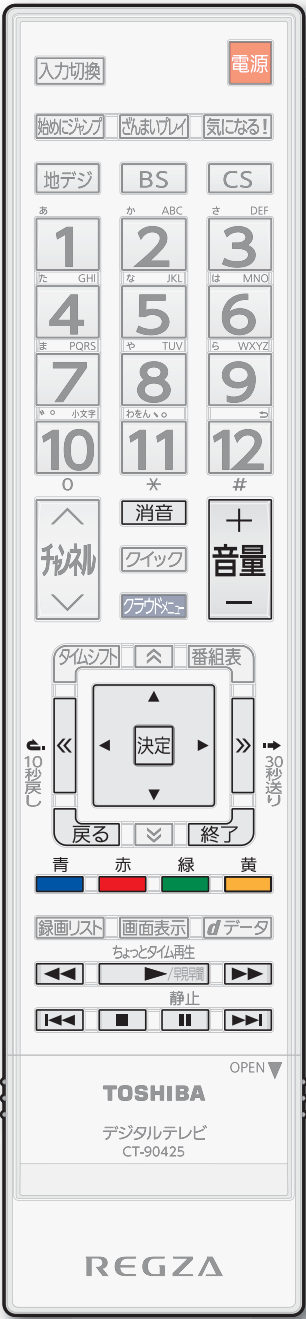 入力切換 電源
始めにジャンプ ざんまいプレイ 気になる!
地デジ BS CS
あ か ABC さ DEF
1 2 3
た GHI な JKL は MNO
4 5 6
ま PQRS や TUV ら WXYZ
7 8 9
゛゜ 小文字 わをん、。
10 11 12
0 * #
消音
+
チャンネル クイック 音量
クラウドメニュー −
タイムシフト 番組表
10秒戻し 決定 30秒送り
戻る 終了
青 赤 緑 黄
録画リスト 画面表示 dデータ
ちょっとタイム再生
/早見早聞
静止
OPEN
TOSHIBA
デジタルテレビ
CT-90425
REGZA